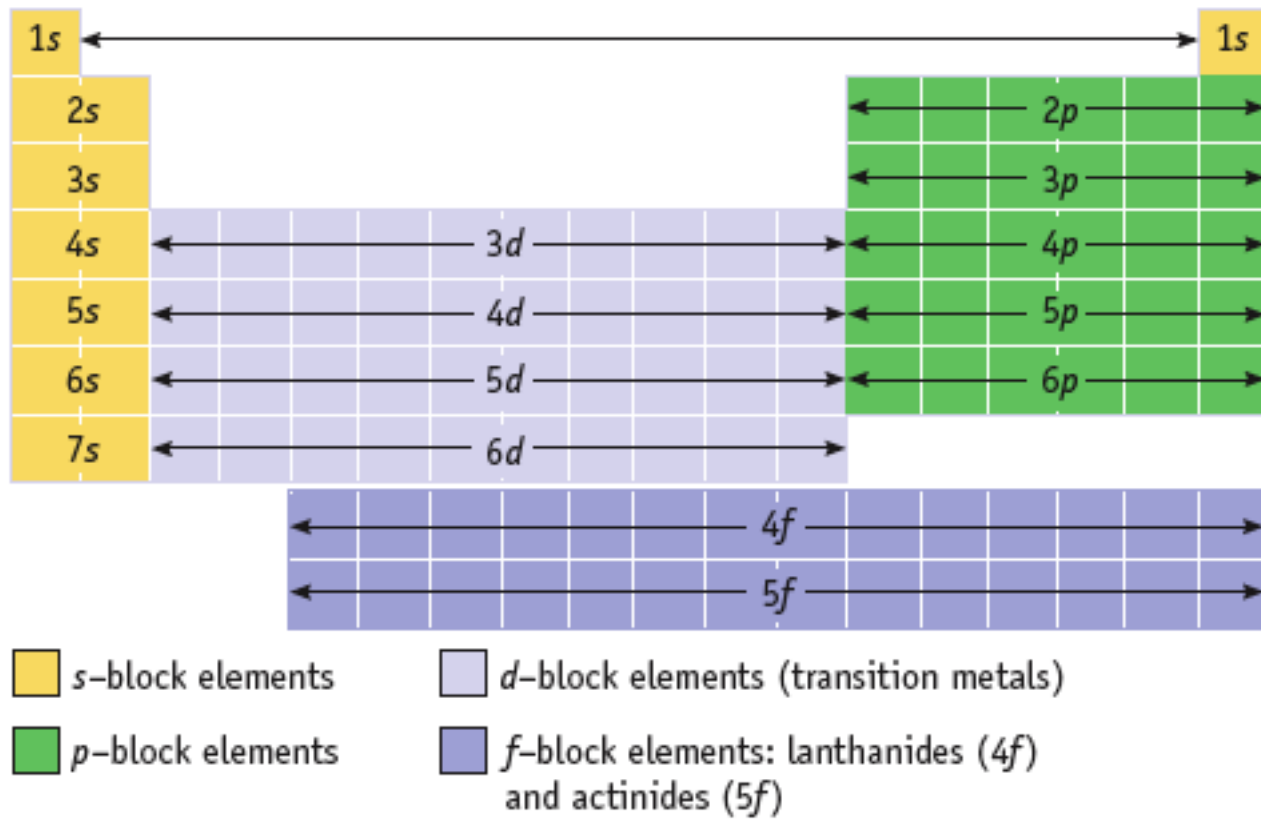 1s 1s
2s 2p
3s 3p
4s 3d 4p
5s 4d 5p
6s 5d 6p
7s 6d
4f
5f
s–block elements
d–block elements (transition metals)
p–block elements
f–block elements: lanthanides (4f)
and actinides (5f)